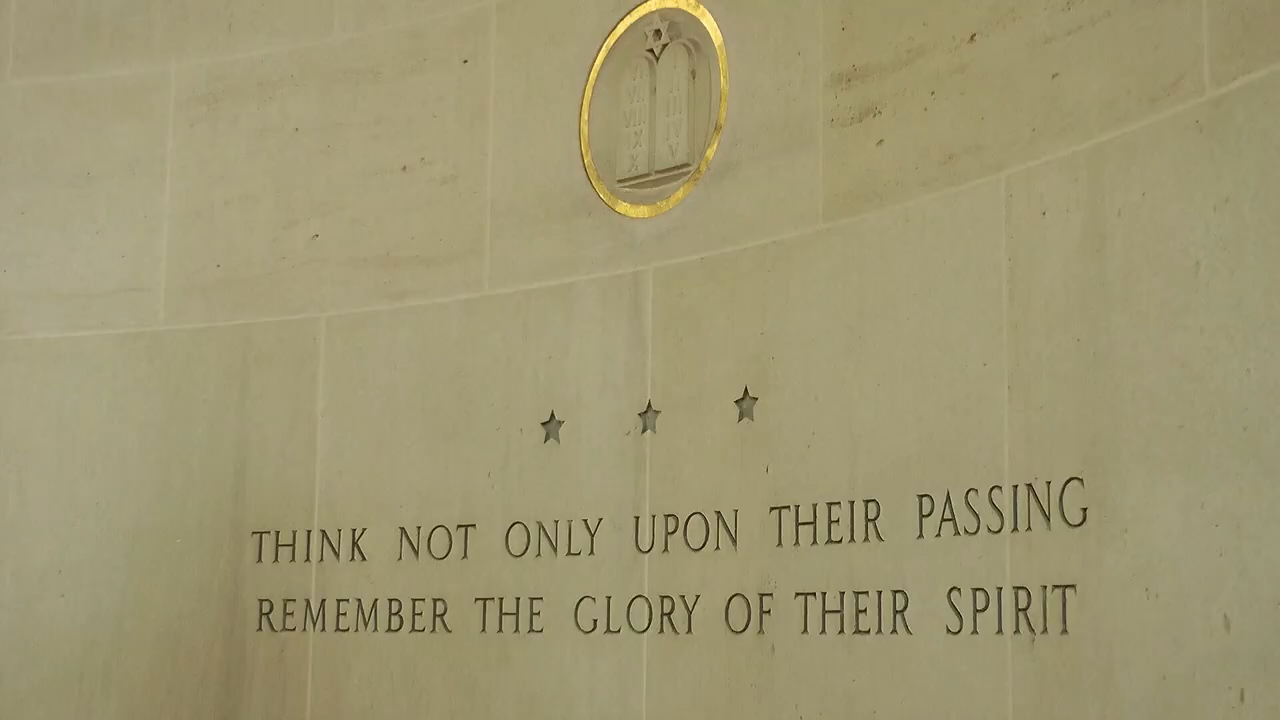 THINK NOT ONLY UPON THEIR PASSING
REMEMBER THE GLORY OF THEIR SPIRIT